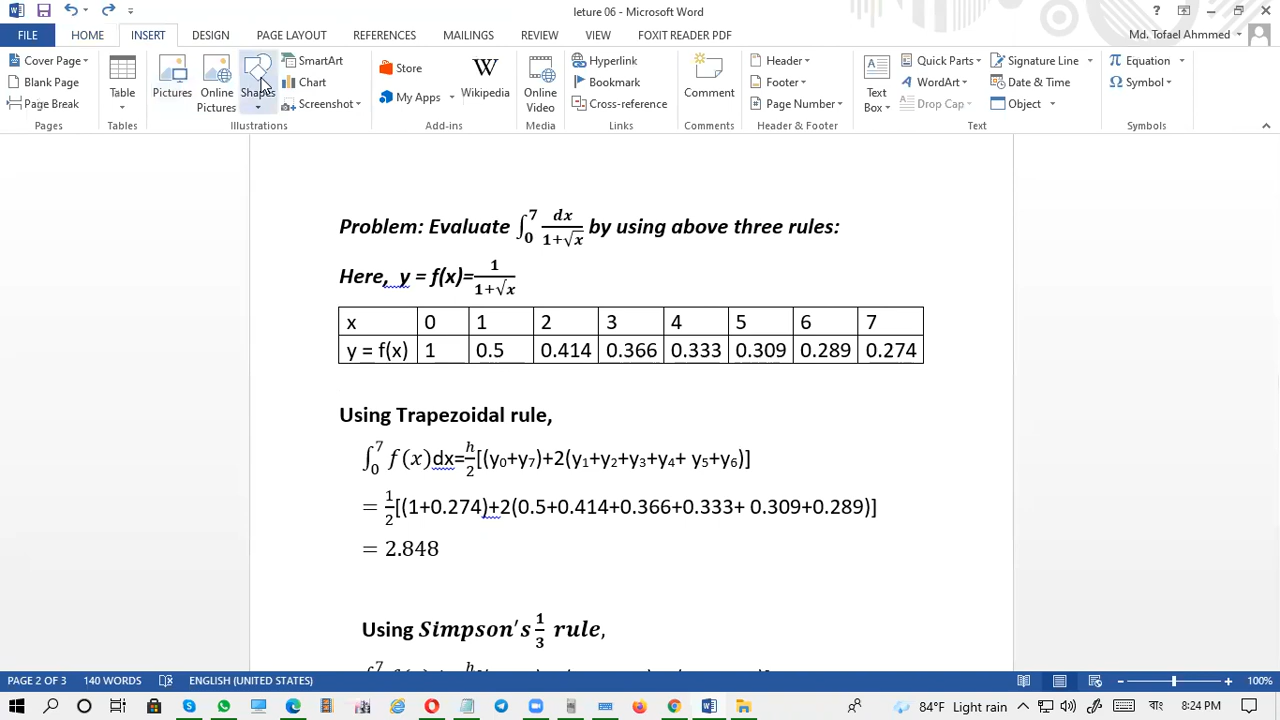 leture 06 - Microsoft Word
Md. Tofael Ahmmed
FILE HOME INSERT DESIGN PAGE LAYOUT REFERENCES MAILINGS REVIEW VIEW FOXIT READER PDF
Cover Page
Blank Page
Page Break
Pages
Table
Tables
Pictures
Online Pictures
Shapes
SmartArt
Chart
Screenshot
Illustrations
Store
My Apps
Wikipedia
Add-ins
Online Video
Media
Hyperlink
Bookmark
Cross-reference
Links
Comment
Comments
Header
Footer
Page Number
Header & Footer
Text Box
Quick Parts
WordArt
Drop Cap
Signature Line
Date & Time
Object
Text
Equation
Symbol
Symbols
Problem: Evaluate ∫₀⁷ dx/(1+√x) by using above three rules:
Here, y = f(x)=1/(1+√x)
x 0 1 2 3 4 5 6 7
y = f(x) 1 0.5 0.414 0.366 0.333 0.309 0.289 0.274
Using Trapezoidal rule,
∫₀⁷ f(x)dx=h/2[(y₀+y₇)+2(y₁+y₂+y₃+y₄+ y₅+y₆)]
= 1/2[(1+0.274)+2(0.5+0.414+0.366+0.333+ 0.309+0.289)]
= 2.848
Using Simpson's 1/3 rule,
PAGE 2 OF 3 140 WORDS ENGLISH (UNITED STATES) 100%
84°F Light rain বাং 8:24 PM